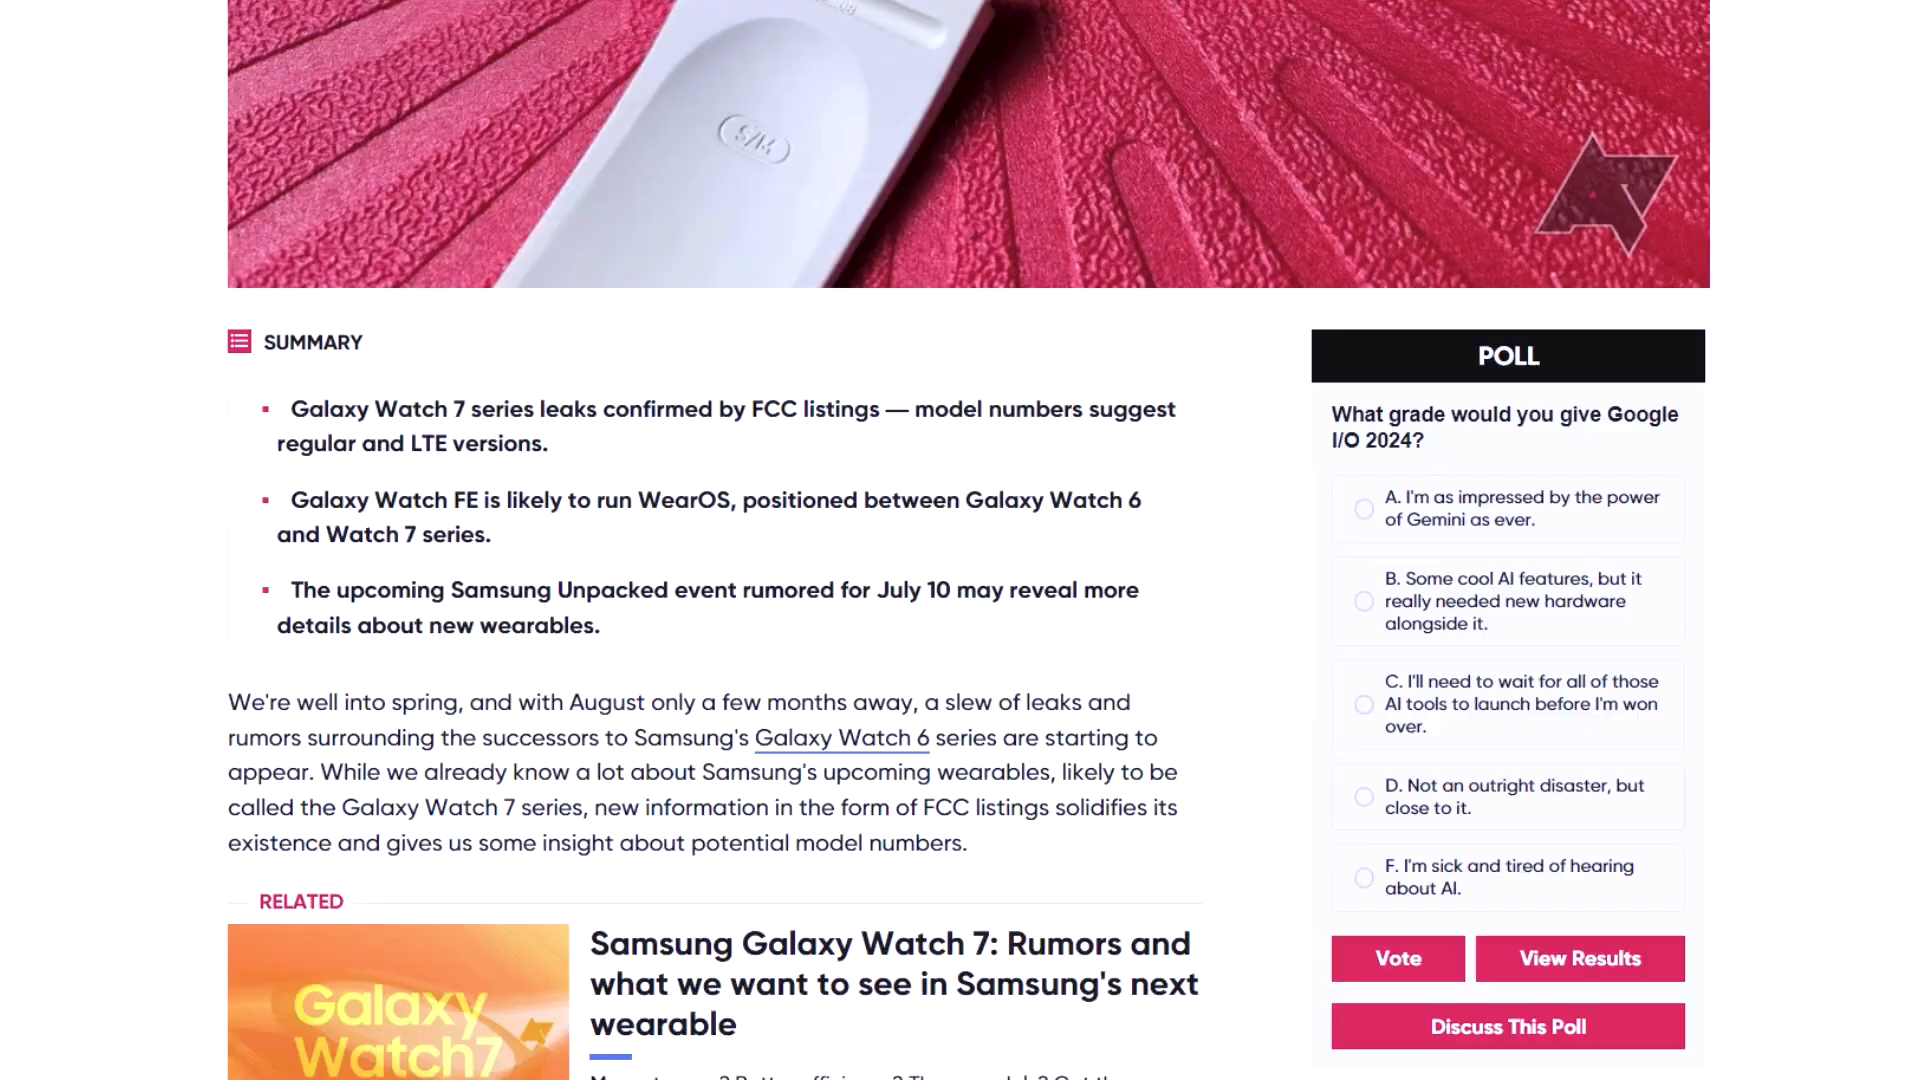 S/M
SUMMARY
Galaxy Watch 7 series leaks confirmed by FCC listings — model numbers suggest
regular and LTE versions.
Galaxy Watch FE is likely to run WearOS, positioned between Galaxy Watch 6
and Watch 7 series.
The upcoming Samsung Unpacked event rumored for July 10 may reveal more
details about new wearables.
We're well into spring, and with August only a few months away, a slew of leaks and
rumors surrounding the successors to Samsung's Galaxy Watch 6 series are starting to
appear. While we already know a lot about Samsung's upcoming wearables, likely to be
called the Galaxy Watch 7 series, new information in the form of FCC listings solidifies its
existence and gives us some insight about potential model numbers.
RELATED
Galaxy
Watch7
Samsung Galaxy Watch 7: Rumors and
what we want to see in Samsung's next
wearable
POLL
What grade would you give Google
I/O 2024?
A. I'm as impressed by the power
of Gemini as ever.
B. Some cool AI features, but it
really needed new hardware
alongside it.
C. I'll need to wait for all of those
AI tools to launch before I'm won
over.
D. Not an outright disaster, but
close to it.
F. I'm sick and tired of hearing
about AI.
Vote
View Results
Discuss This Poll